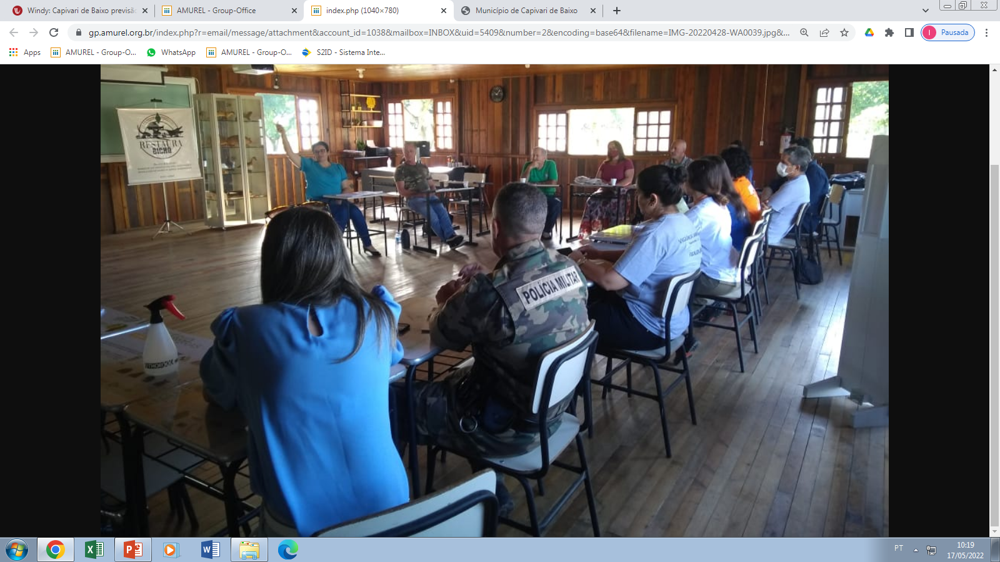 Windy: Capivari de Baixo previsão
AMUREL - Group-Office
index.php (1040×780)
Município de Capivari de Baixo
gp.amurel.org.br/index.php?r=email/message/attachment&account_id=1038&mailbox=INBOX&uid=5409&number=2&encoding=base64&filename=IMG-20220428-WA0039.jpg&...
I
Pausada
Apps
AMUREL - Group-O...
WhatsApp
AMUREL - Group-O...
S2ID - Sistema Inte...
RESTAURA
BICHO
POLÍCIA MILITAR
PT
10:19
17/05/2022